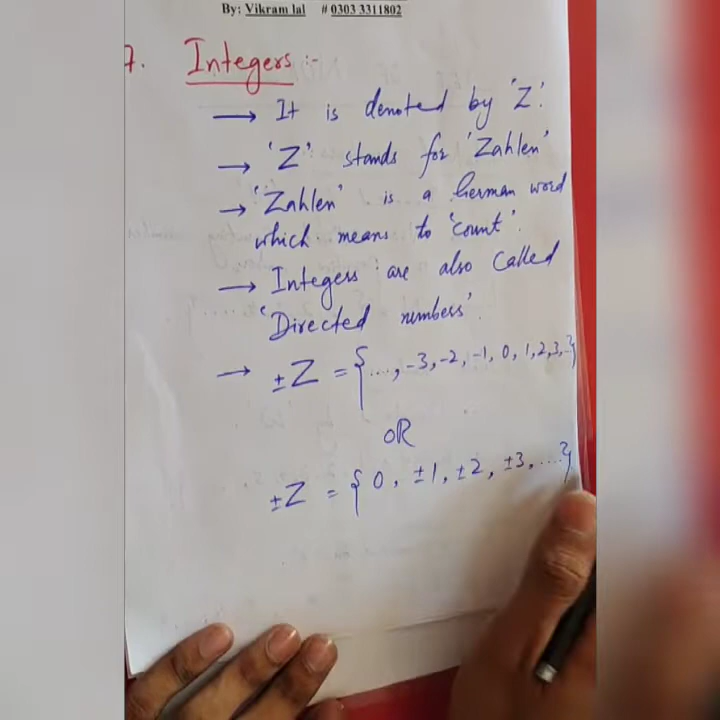 By: Vikram lal # 0303 3311802
7. Integers :-
→ It is denoted by 'Z'.
→ 'Z' stands for 'Zahlen'
→ 'Zahlen' is a German word
which means to 'count'.
→ Integers are also called
'Directed numbers'.
→ ±Z = {..., -3, -2, -1, 0, 1, 2, 3, ..}
OR
±Z = { 0, ±1, ±2, ±3, ....}